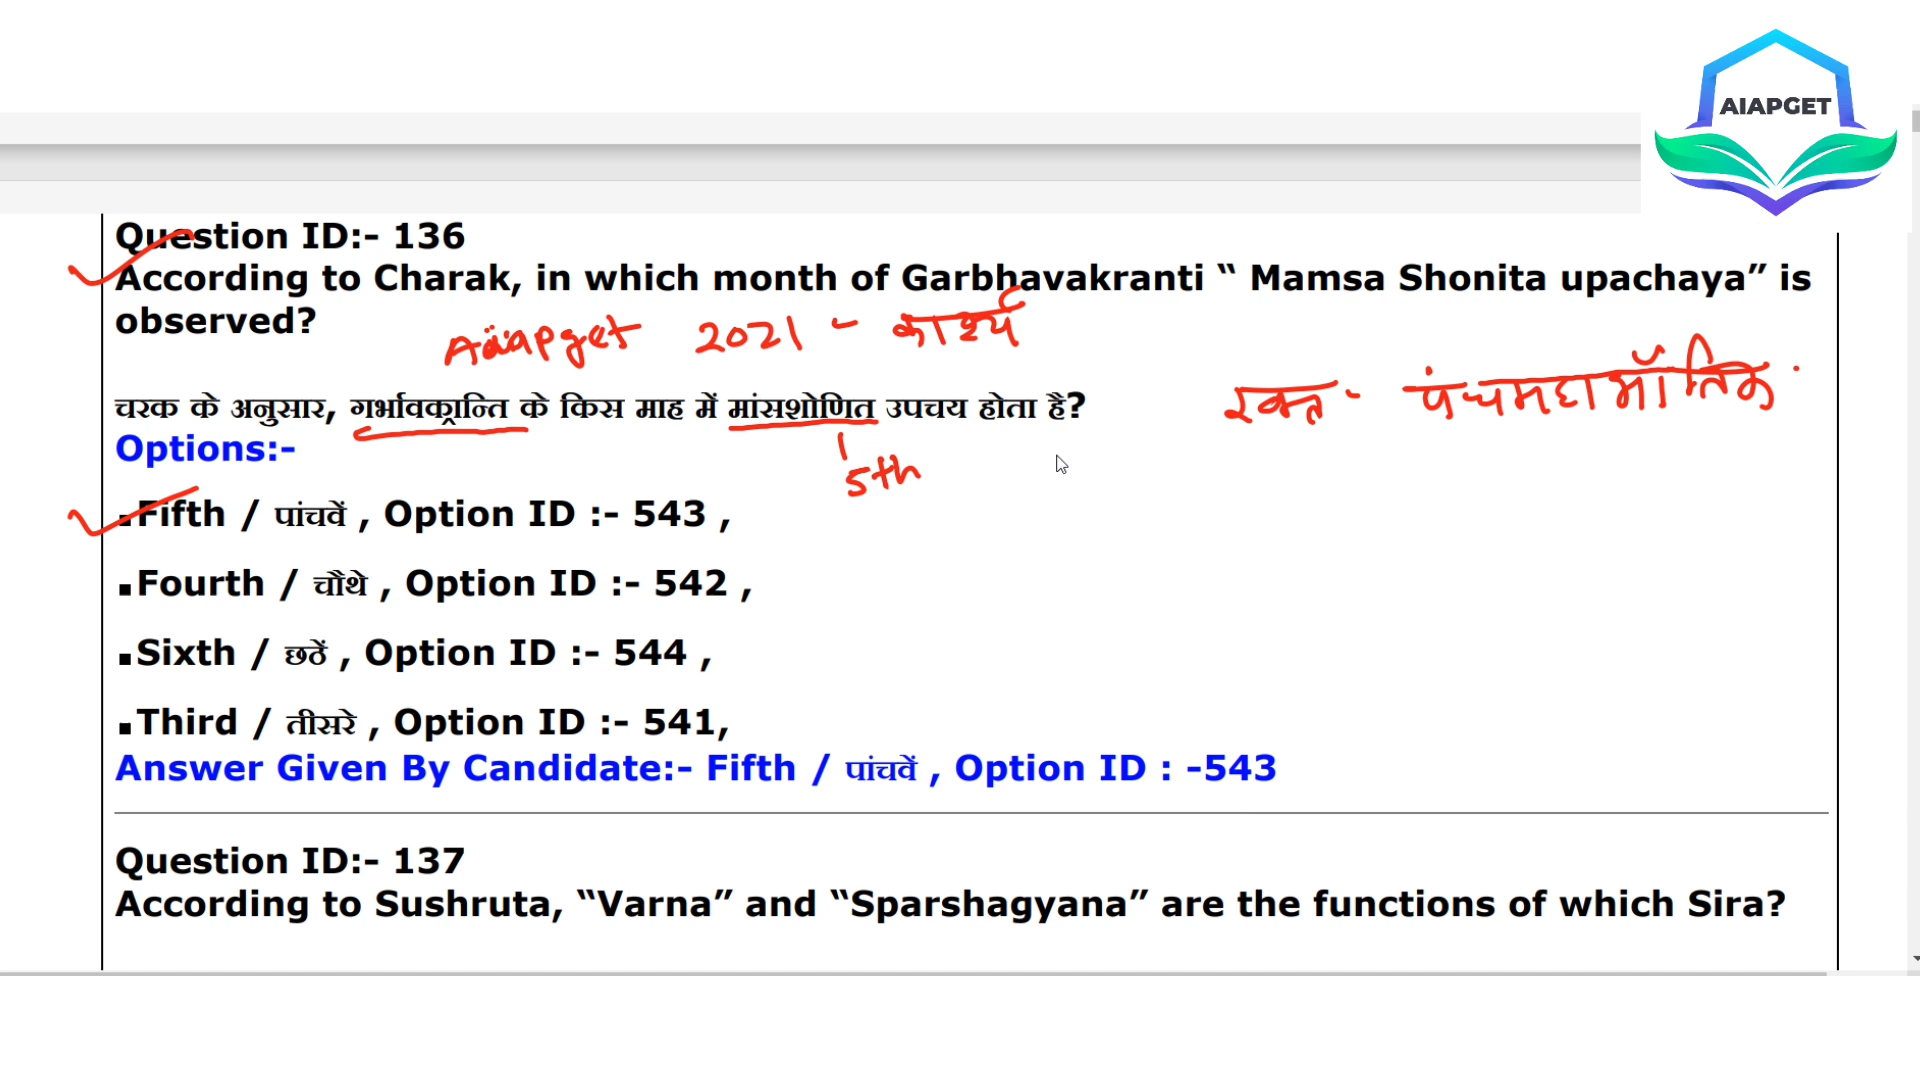 AIAPGET
Question ID:- 136
According to Charak, in which month of Garbhavakranti “ Mamsa Shonita upachaya” is
observed?
Aiapget 2021 - कार्श्य
रक्त - पंचमहाभौतिक
चरक के अनुसार, गर्भावक्रान्ति के किस माह में मांसशोणित उपचय होता है?
Options:-
5th
▪Fifth / पांचवें , Option ID :- 543 ,
▪Fourth / चौथे , Option ID :- 542 ,
▪Sixth / छठें , Option ID :- 544 ,
▪Third / तीसरे , Option ID :- 541,
Answer Given By Candidate:- Fifth / पांचवें , Option ID : -543
Question ID:- 137
According to Sushruta, “Varna” and “Sparshagyana” are the functions of which Sira?